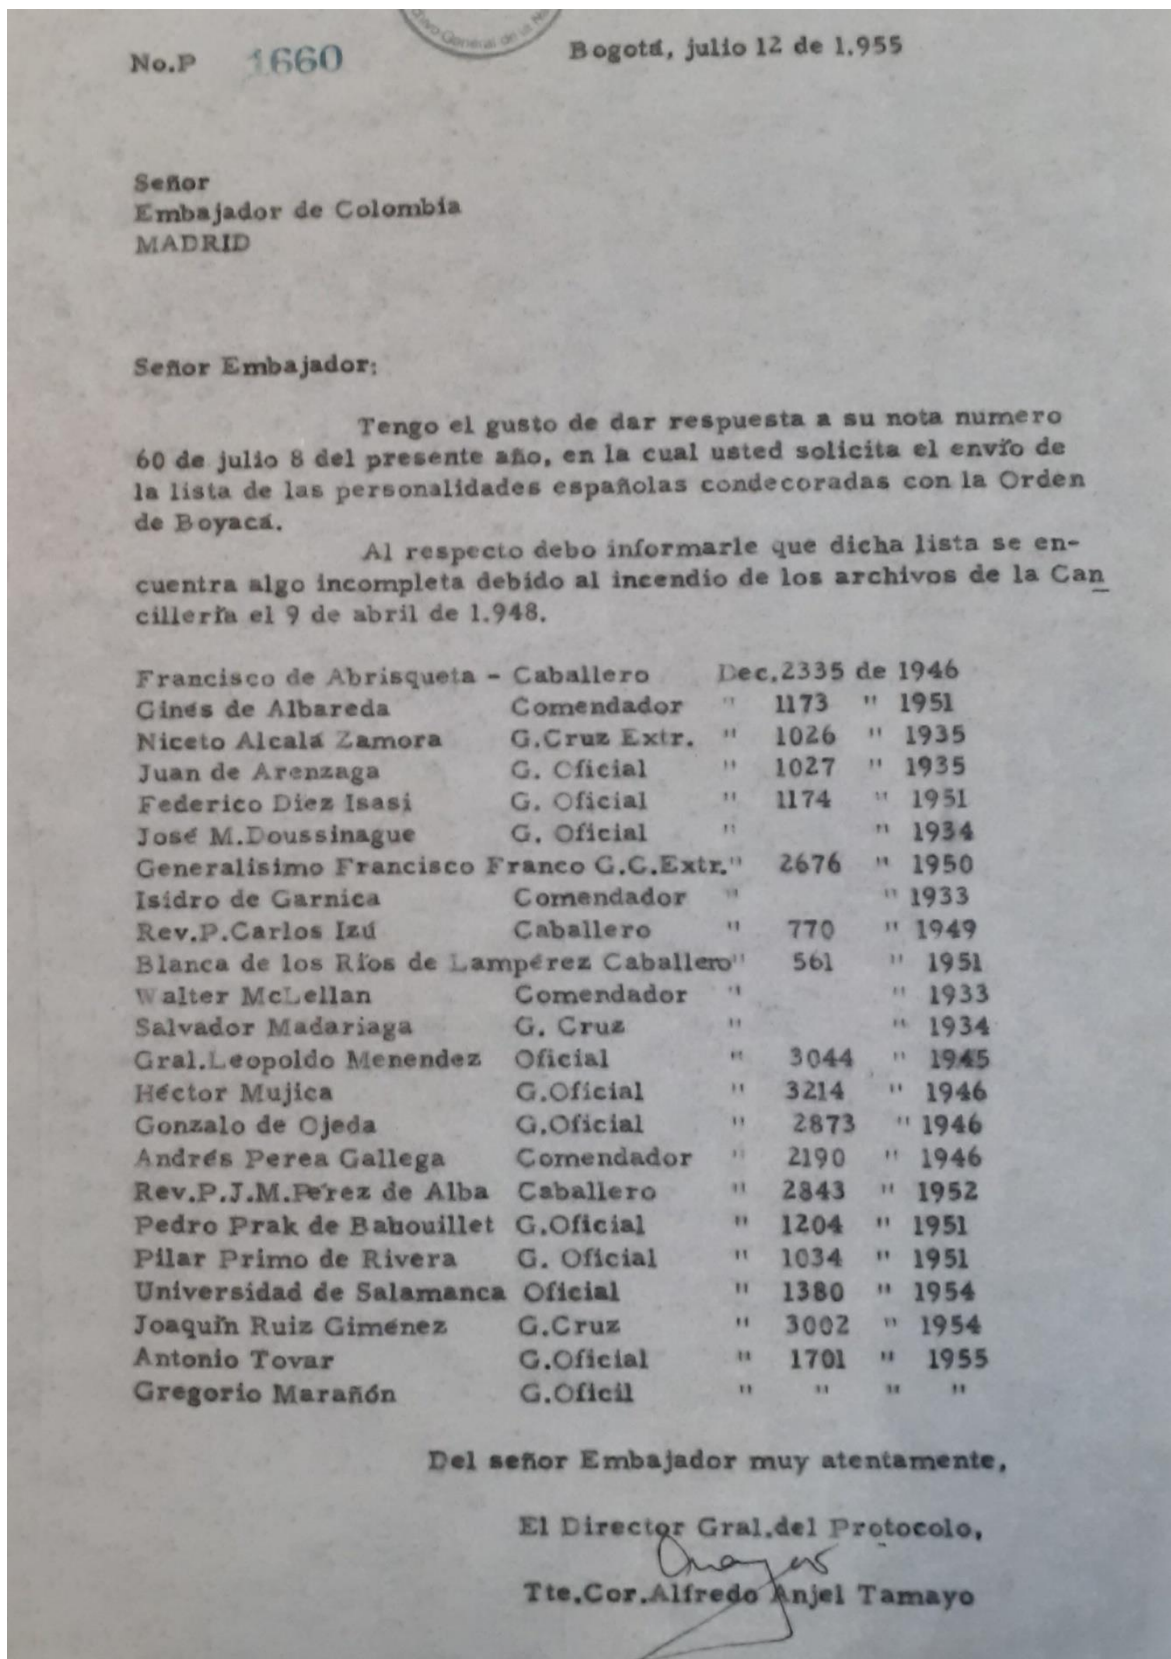 General de la
No.P 1660 Bogotá, julio 12 de 1.955
Señor
Embajador de Colombia
MADRID
Señor Embajador:
Tengo el gusto de dar respuesta a su nota numero
60 de julio 8 del presente año, en la cual usted solicita el envío de
la lista de las personalidades españolas condecoradas con la Orden
de Boyacá.
Al respecto debo informarle que dicha lista se en-
cuentra algo incompleta debido al incendio de los archivos de la Can
cillería el 9 de abril de 1.948.
Francisco de Abrisqueta - Caballero Dec.2335 de 1946
Ginés de Albareda Comendador " 1173 " 1951
Niceto Alcalá Zamora G.Cruz Extr. " 1026 " 1935
Juan de Arenzaga G. Oficial " 1027 " 1935
Federico Diez Isasi G. Oficial " 1174 " 1951
José M.Doussinague G. Oficial " " 1934
Generalísimo Francisco Franco G.C.Extr." 2676 " 1950
Isidro de Garnica Comendador " " 1933
Rev.P.Carlos Izú Caballero " 770 " 1949
Blanca de los Ríos de Lampérez Caballero" 561 " 1951
Walter McLellan Comendador " " 1933
Salvador Madariaga G. Cruz " " 1934
Gral.Leopoldo Menendez Oficial " 3044 " 1945
Héctor Mujica G.Oficial " 3214 " 1946
Gonzalo de Ojeda G.Oficial " 2873 " 1946
Andrés Perea Gallega Comendador " 2190 " 1946
Rev.P.J.M.Pérez de Alba Caballero " 2843 " 1952
Pedro Prak de Bahouillet G.Oficial " 1204 " 1951
Pilar Primo de Rivera G. Oficial " 1034 " 1951
Universidad de Salamanca Oficial " 1380 " 1954
Joaquín Ruiz Giménez G.Cruz " 3002 " 1954
Antonio Tovar G.Oficial " 1701 " 1955
Gregorio Marañón G.Oficil " " " "
Del señor Embajador muy atentamente,
El Director Gral.del Protocolo,
Tte.Cor.Alfredo Anjel Tamayo